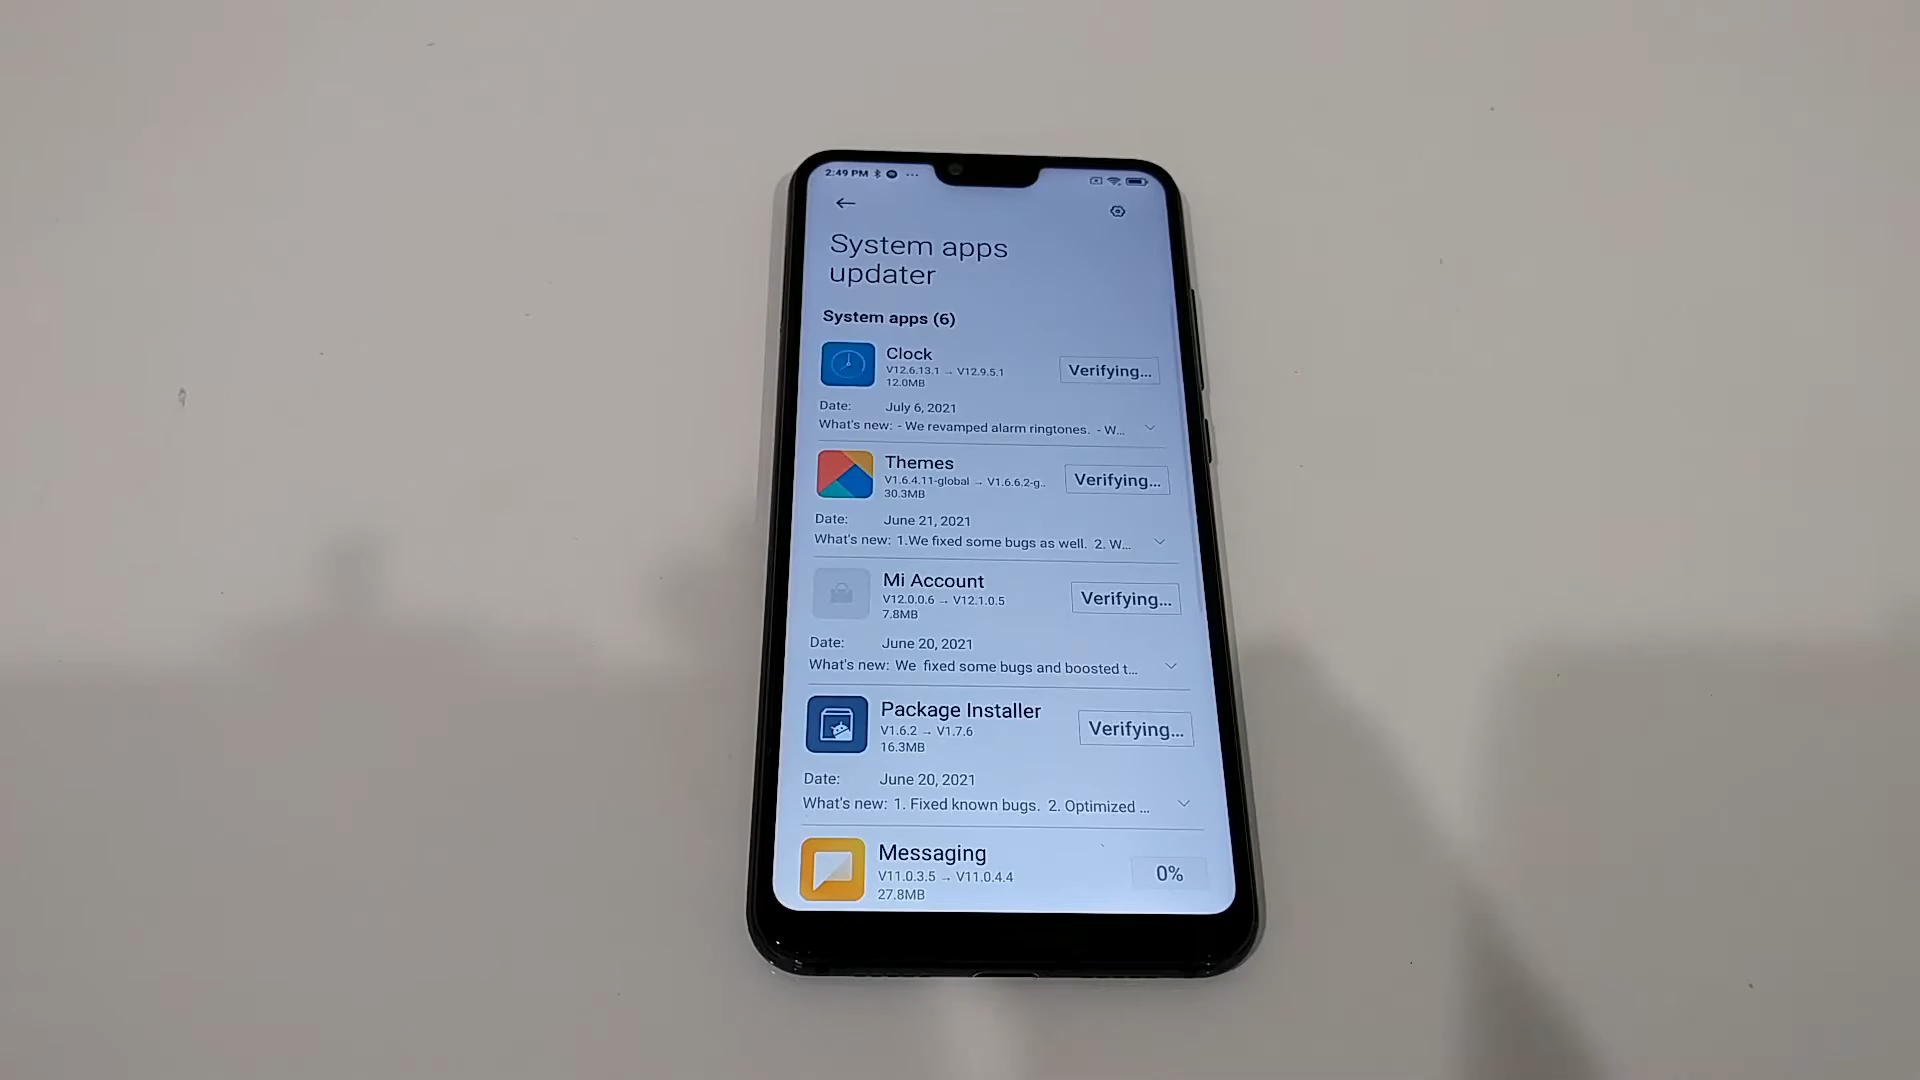 2:49 PM
System apps
updater
System apps (6)
Clock
V12.6.13.1 → V12.9.5.1
12.0MB
Verifying...
Date: July 6, 2021
What's new: - We revamped alarm ringtones. - W...
Themes
V1.6.4.11-global → V1.6.6.2-g..
30.3MB
Verifying...
Date: June 21, 2021
What's new: 1.We fixed some bugs as well. 2. W...
Mi Account
V12.0.0.6 → V12.1.0.5
7.8MB
Verifying...
Date: June 20, 2021
What's new: We fixed some bugs and boosted t...
Package Installer
V1.6.2 → V1.7.6
16.3MB
Verifying...
Date: June 20, 2021
What's new: 1. Fixed known bugs. 2. Optimized ...
Messaging
V11.0.3.5 → V11.0.4.4
27.8MB
0%